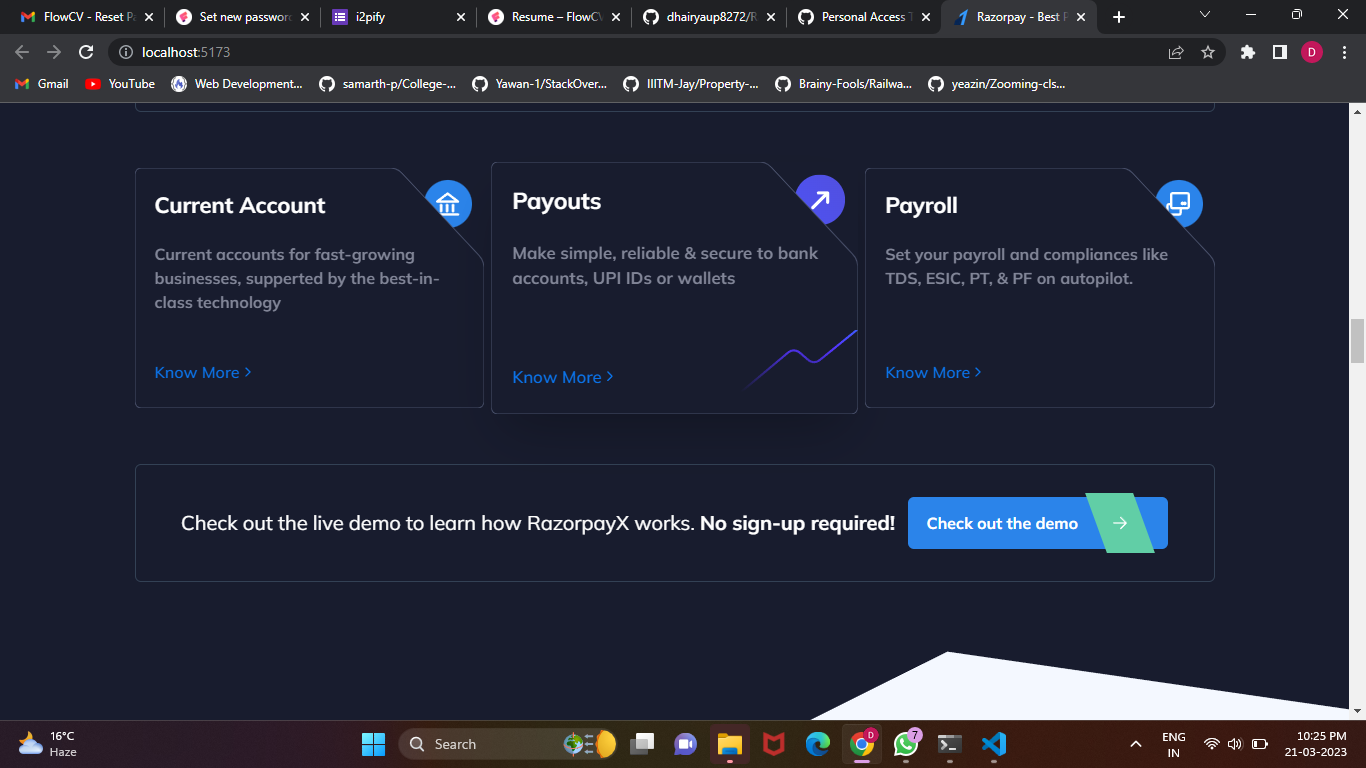 FlowCV - Reset Pa
Set new password
i2pify
Resume – FlowCV
dhairyaup8272/R
Personal Access T
Razorpay - Best P
localhost:5173
D
Gmail
YouTube
Web Development...
samarth-p/College-...
Yawan-1/StackOver...
IIITM-Jay/Property-...
Brainy-Fools/Railwa...
yeazin/Zooming-cls...
Current Account
Current accounts for fast-growing
businesses, supperted by the best-in-
class technology
Know More
Payouts
Make simple, reliable & secure to bank
accounts, UPI IDs or wallets
Know More
Payroll
Set your payroll and compliances like
TDS, ESIC, PT, & PF on autopilot.
Know More
Check out the live demo to learn how RazorpayX works. No sign-up required!
Check out the demo
16°C
Haze
Search
D
7
ENG
IN
10:25 PM
21-03-2023